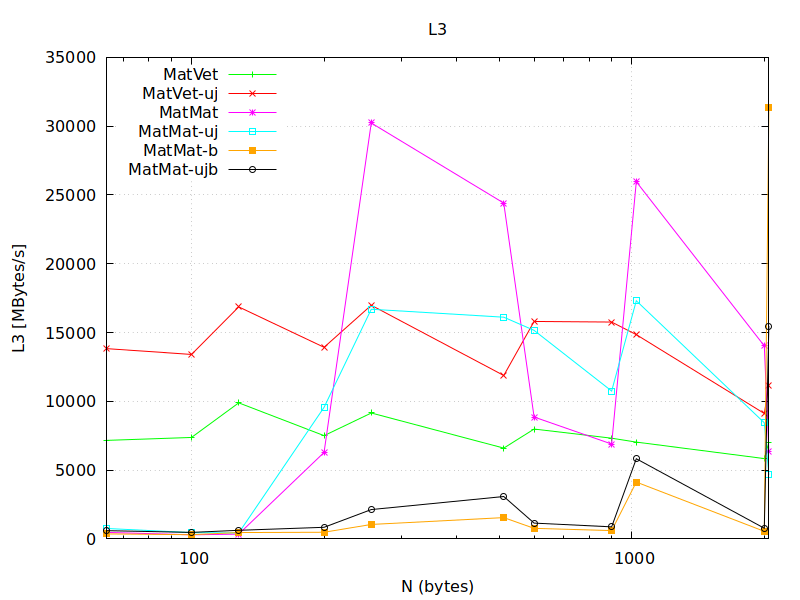 L3
35000
30000
25000
20000
15000
10000
5000
0
L3 [MBytes/s]
MatVet
MatVet-uj
MatMat
MatMat-uj
MatMat-b
MatMat-ujb
100
1000
N (bytes)